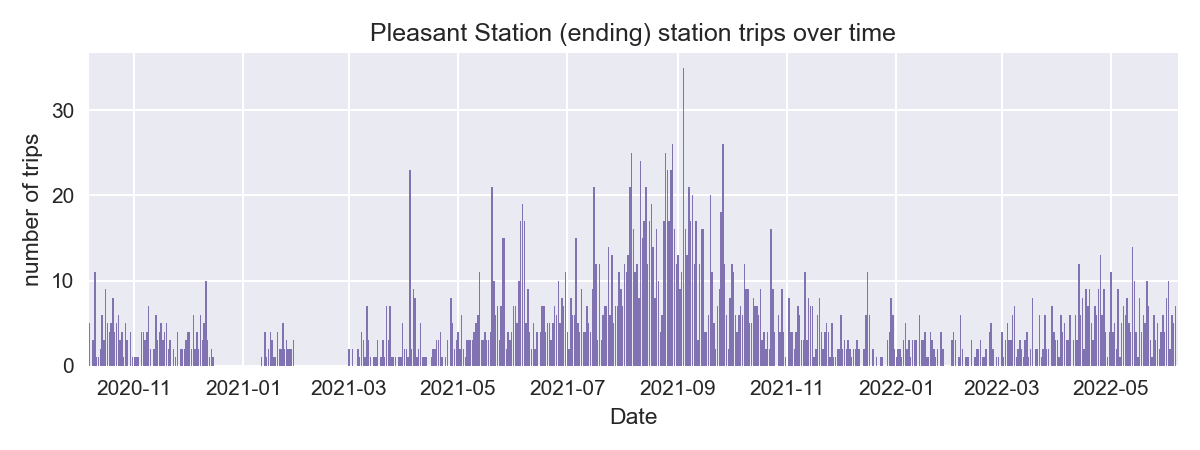 Pleasant Station (ending) station trips over time
number of trips
30
20
10
0
2020-11 2021-01 2021-03 2021-05 2021-07 2021-09 2021-11 2022-01 2022-03 2022-05
Date